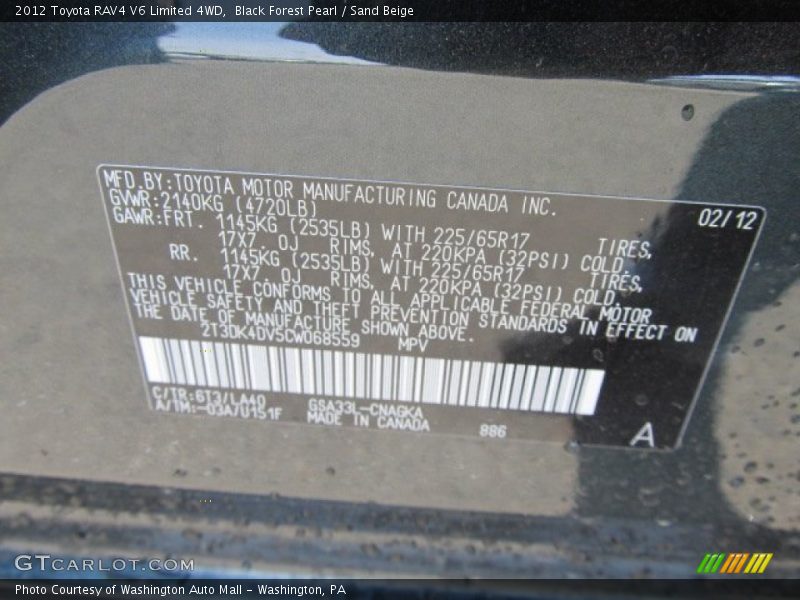 2012 Toyota RAV4 V6 Limited 4WD,  Black Forest Pearl / Sand Beige
MFD.BY:TOYOTA MOTOR MANUFACTURING CANADA INC.
GVWR:2140KG (4720LB) 02/12
GAWR:FRT. 1145KG (2535LB) WITH 225/65R17 TIRES,
17X7. OJ RIMS, AT 220KPA (32PSI) COLD.
RR. 1145KG (2535LB) WITH 225/65R17 TIRES,
17X7. OJ RIMS, AT 220KPA (32PSI) COLD.
THIS VEHICLE CONFORMS TO ALL APPLICABLE FEDERAL MOTOR
VEHICLE SAFETY AND THEFT PREVENTION STANDARDS IN EFFECT ON
THE DATE OF MANUFACTURE SHOWN ABOVE.
2T3DK4DV5CW068559 MPV
C/TR:6T3/LA40 GSA33L-CNAGKA
A/TM:-03A/U151F MADE IN CANADA 886
A
GTCARLOT.COM
Photo Courtesy of Washington Auto Mall - Washington, PA